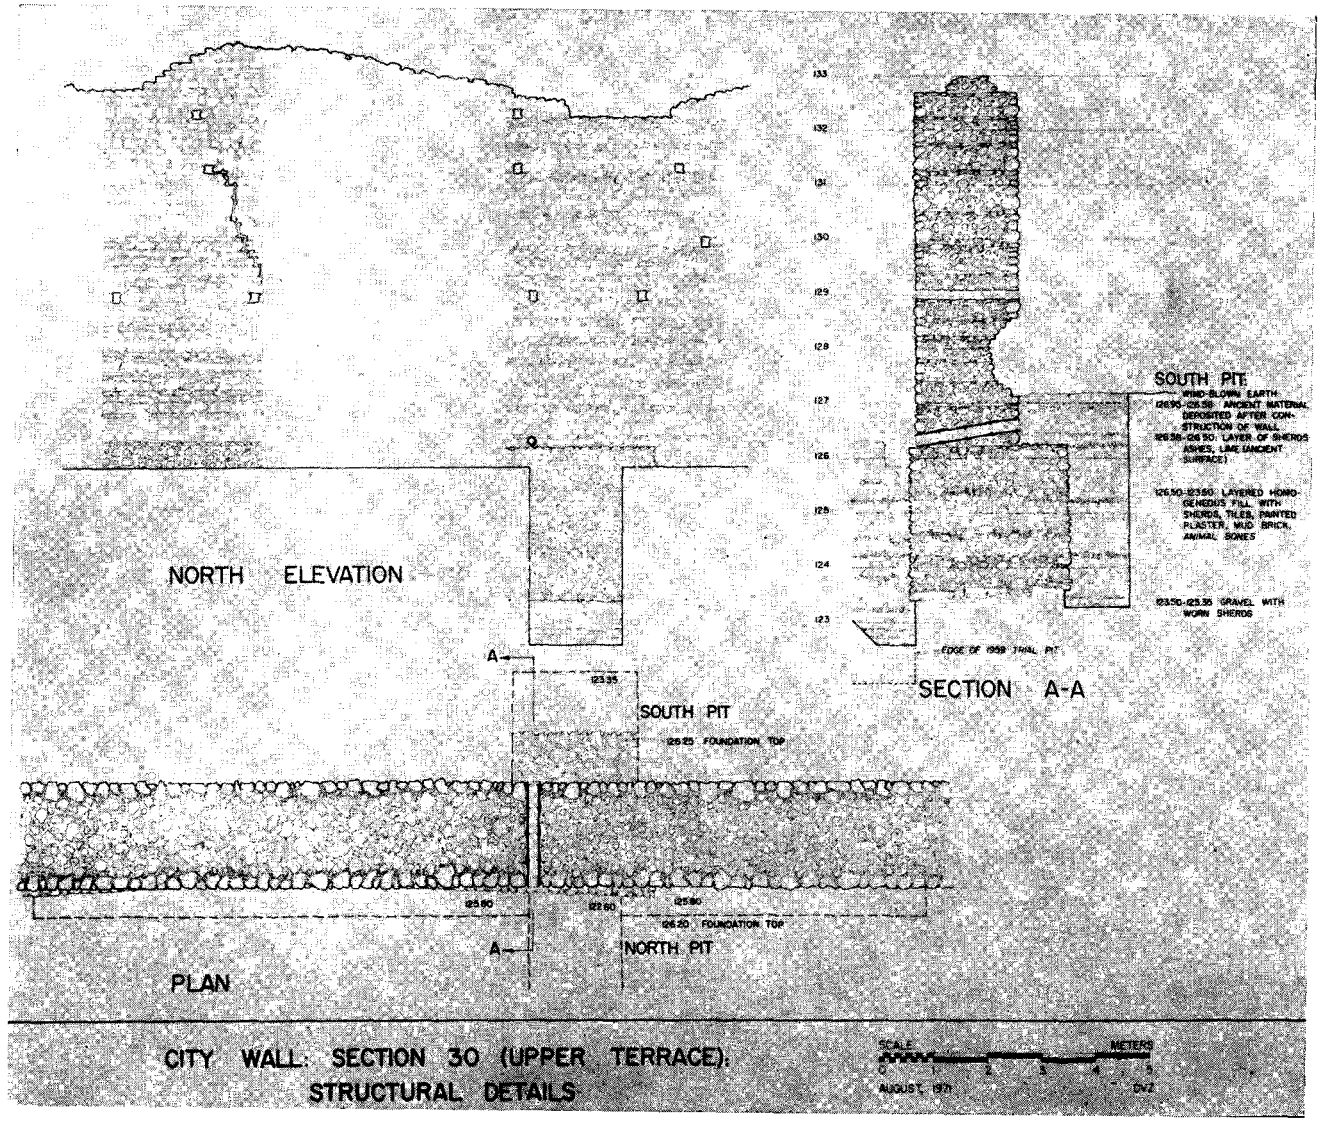 133
132
131
130
129
128
127
126
125
124
123
SOUTH PIT:
WIND-BLOWN EARTH
126.95-126.58 ANCIENT MATERIAL
DEPOSITED AFTER CON-
STRUCTION OF WALL
126.58-126.50: LAYER OF SHERDS
ASHES, LIME (ANCIENT
SURFACE)
126.50-123.50 LAYERED HOMO-
GENEOUS FILL WITH
SHERDS, TILES, PAINTED
PLASTER, MUD BRICK,
ANIMAL BONES
123.50-123.35 GRAVEL WITH
WORN SHERDS
NORTH ELEVATION
EDGE OF 1959 TRIAL PIT
SECTION A-A
A
123.35
SOUTH PIT
126.25 FOUNDATION TOP
125.80
122.60
125.80
126.20 FOUNDATION TOP
A
NORTH PIT
PLAN
CITY WALL: SECTION 30 (UPPER TERRACE):
STRUCTURAL DETAILS
SCALE METERS
0 1 2 3 4 5
AUGUST, 1971 DVZ